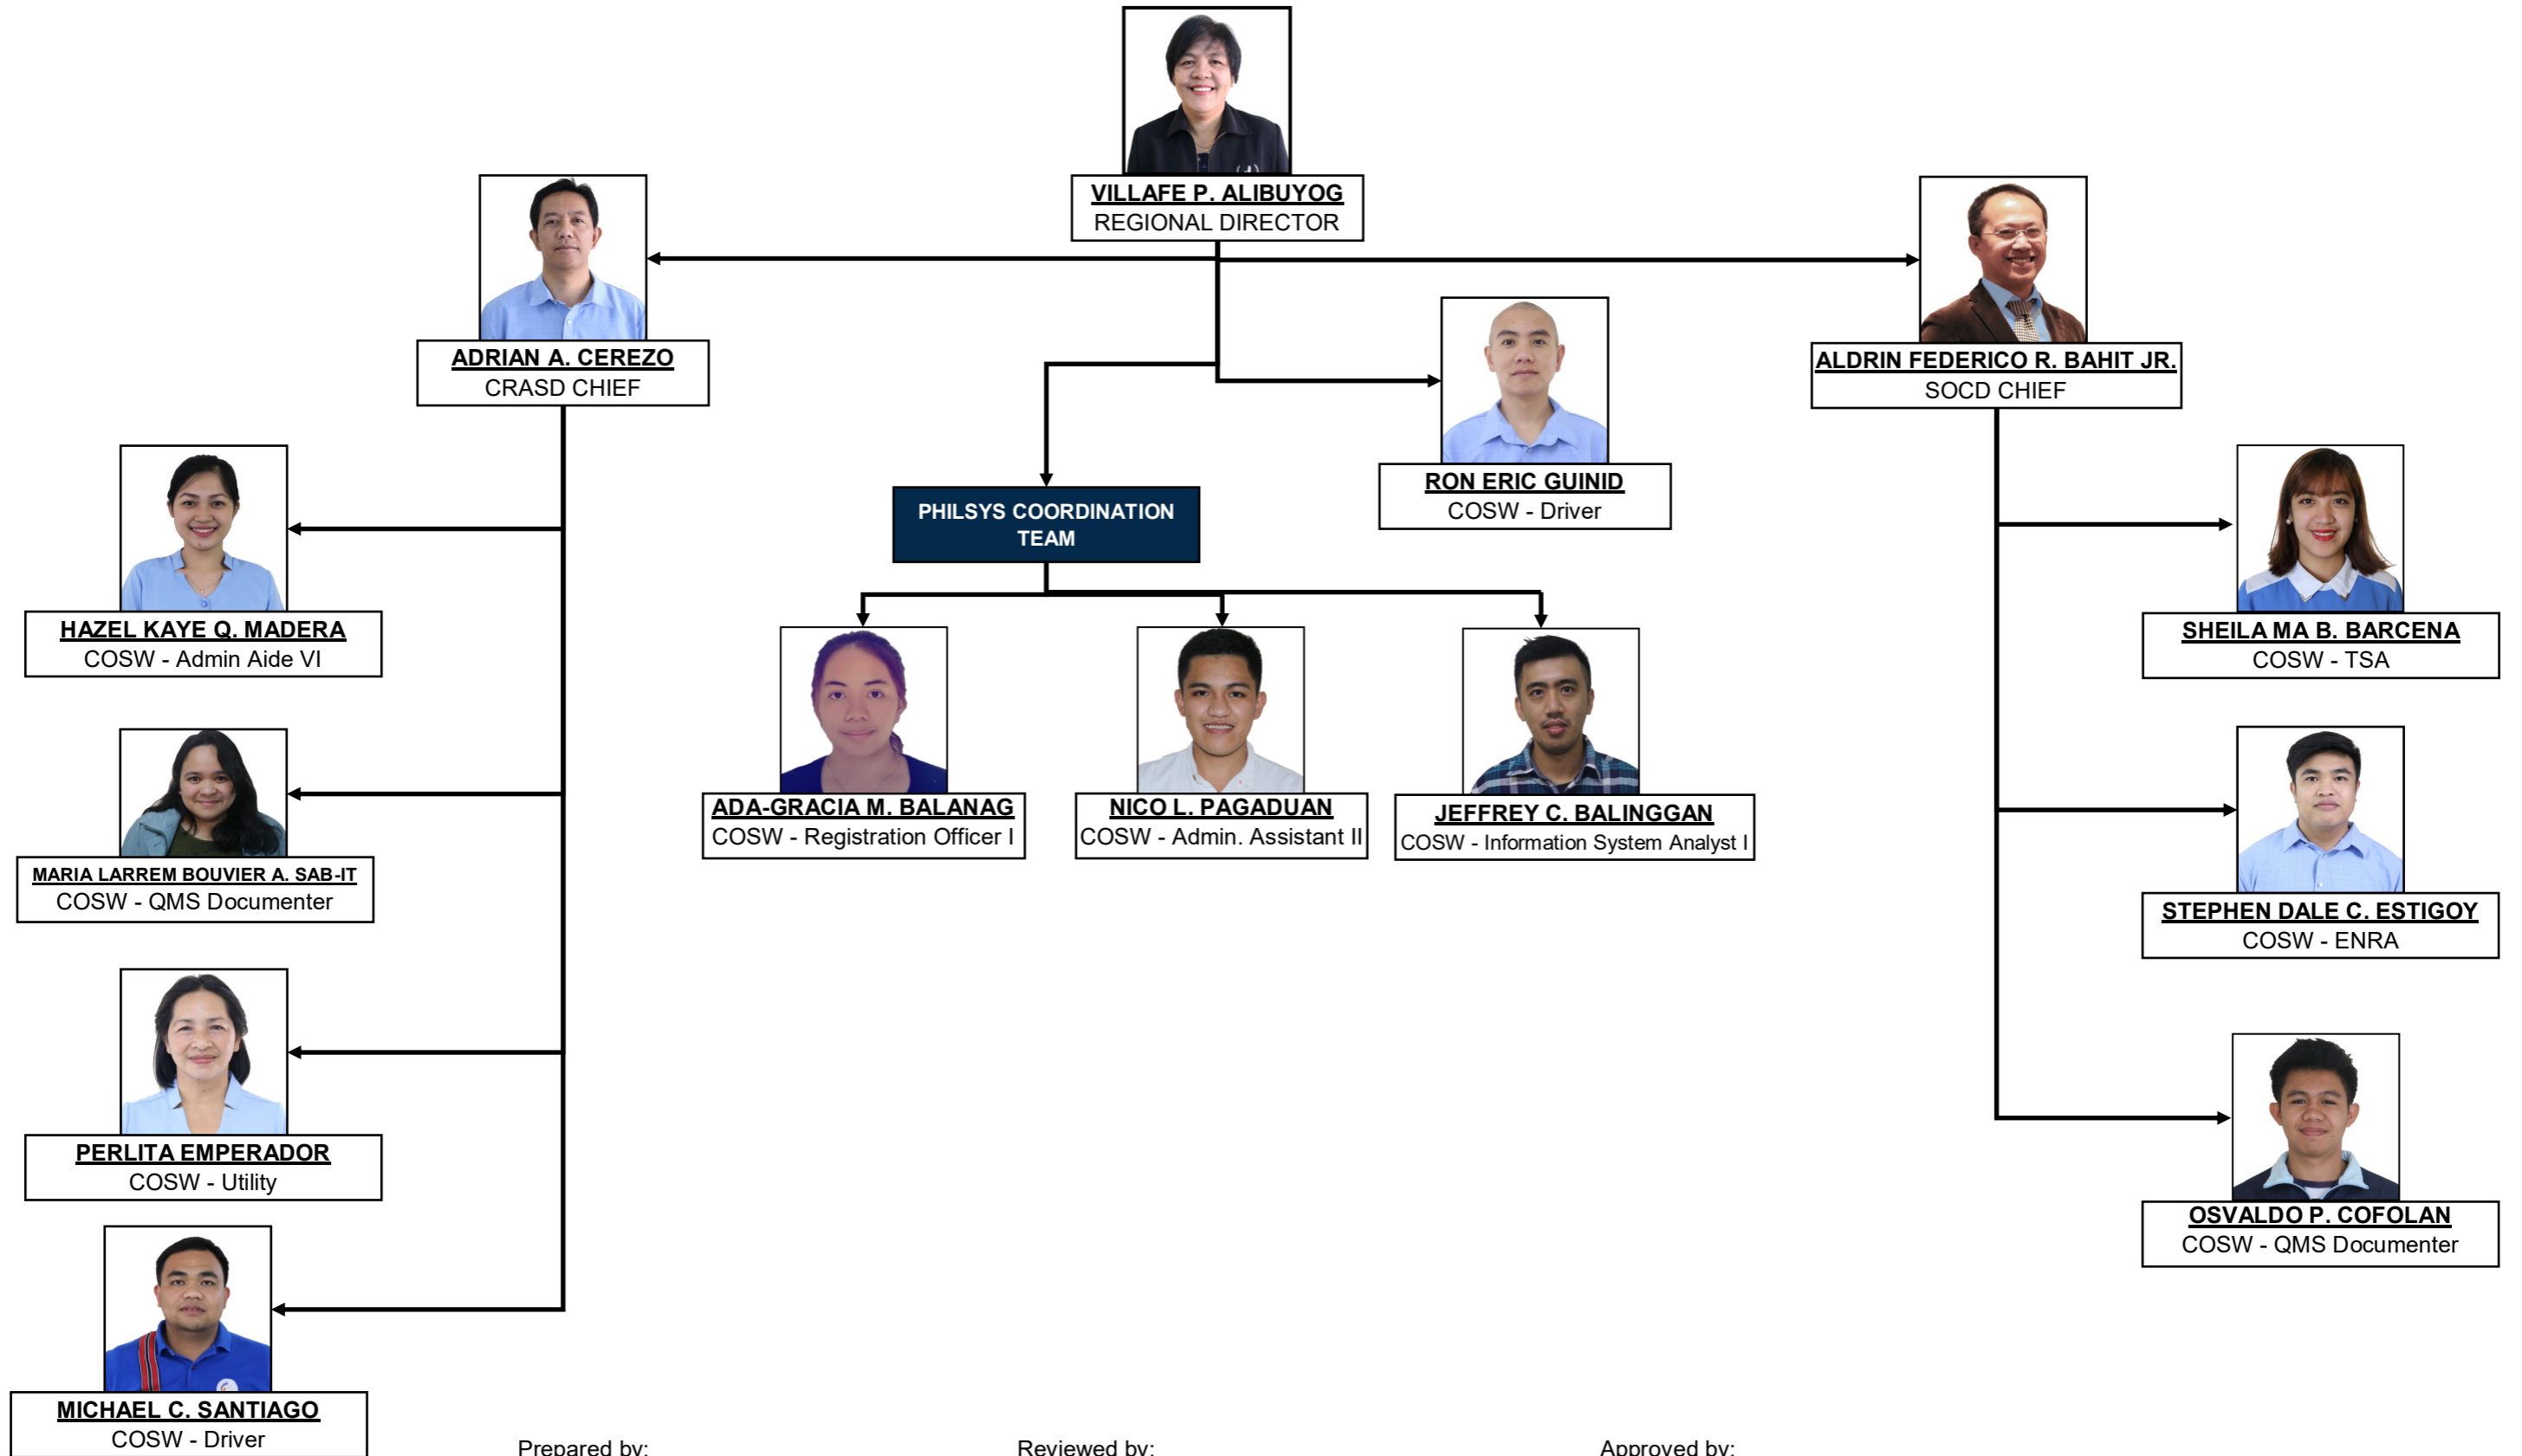 VILLAFE P. ALIBUYOG
REGIONAL DIRECTOR
ADRIAN A. CEREZO
CRASD CHIEF
ALDRIN FEDERICO R. BAHIT JR.
SOCD CHIEF
RON ERIC GUINID
COSW - Driver
PHILSYS COORDINATION
TEAM
HAZEL KAYE Q. MADERA
COSW - Admin Aide VI
SHEILA MA B. BARCENA
COSW - TSA
ADA-GRACIA M. BALANAG
COSW - Registration Officer I
NICO L. PAGADUAN
COSW - Admin. Assistant II
JEFFREY C. BALINGGAN
COSW - Information System Analyst I
MARIA LARREM BOUVIER A. SAB-IT
COSW - QMS Documenter
STEPHEN DALE C. ESTIGOY
COSW - ENRA
PERLITA EMPERADOR
COSW - Utility
OSVALDO P. COFOLAN
COSW - QMS Documenter
MICHAEL C. SANTIAGO
COSW - Driver
Prepared by:
Reviewed by:
Approved by: